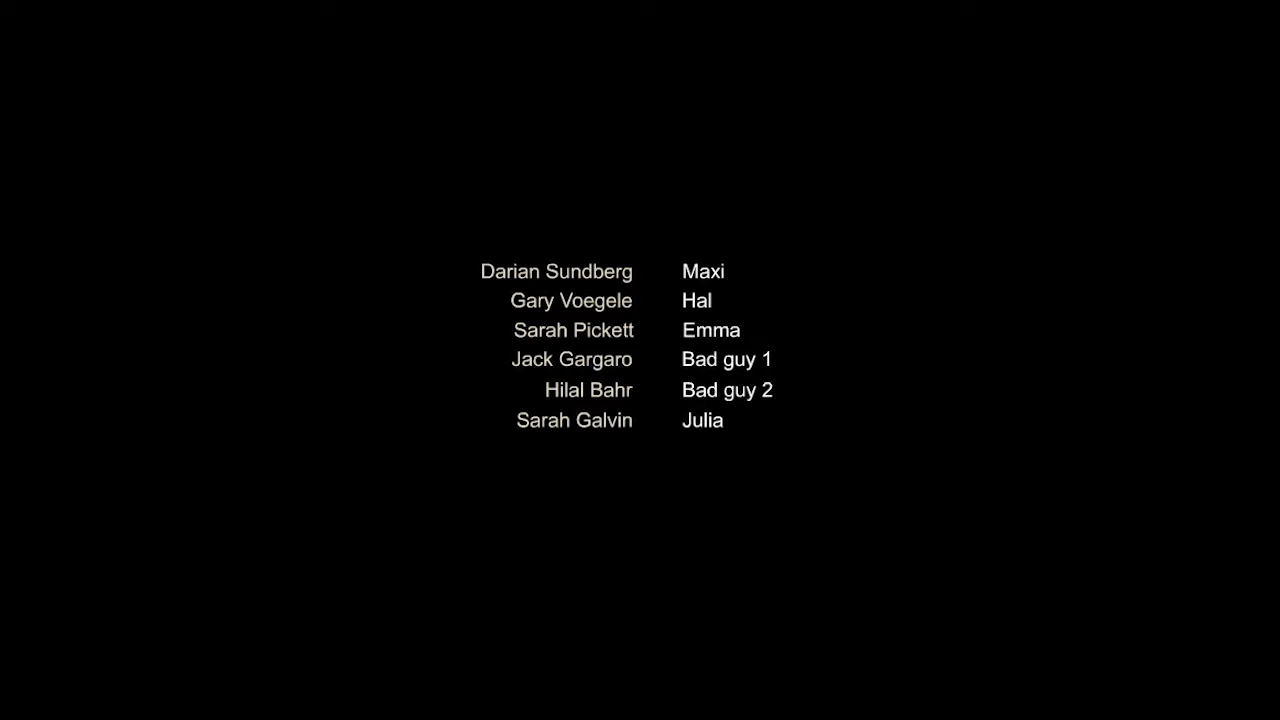 Darian Sundberg Maxi
Gary Voegele Hal
Sarah Pickett Emma
Jack Gargaro Bad guy 1
Hilal Bahr Bad guy 2
Sarah Galvin Julia